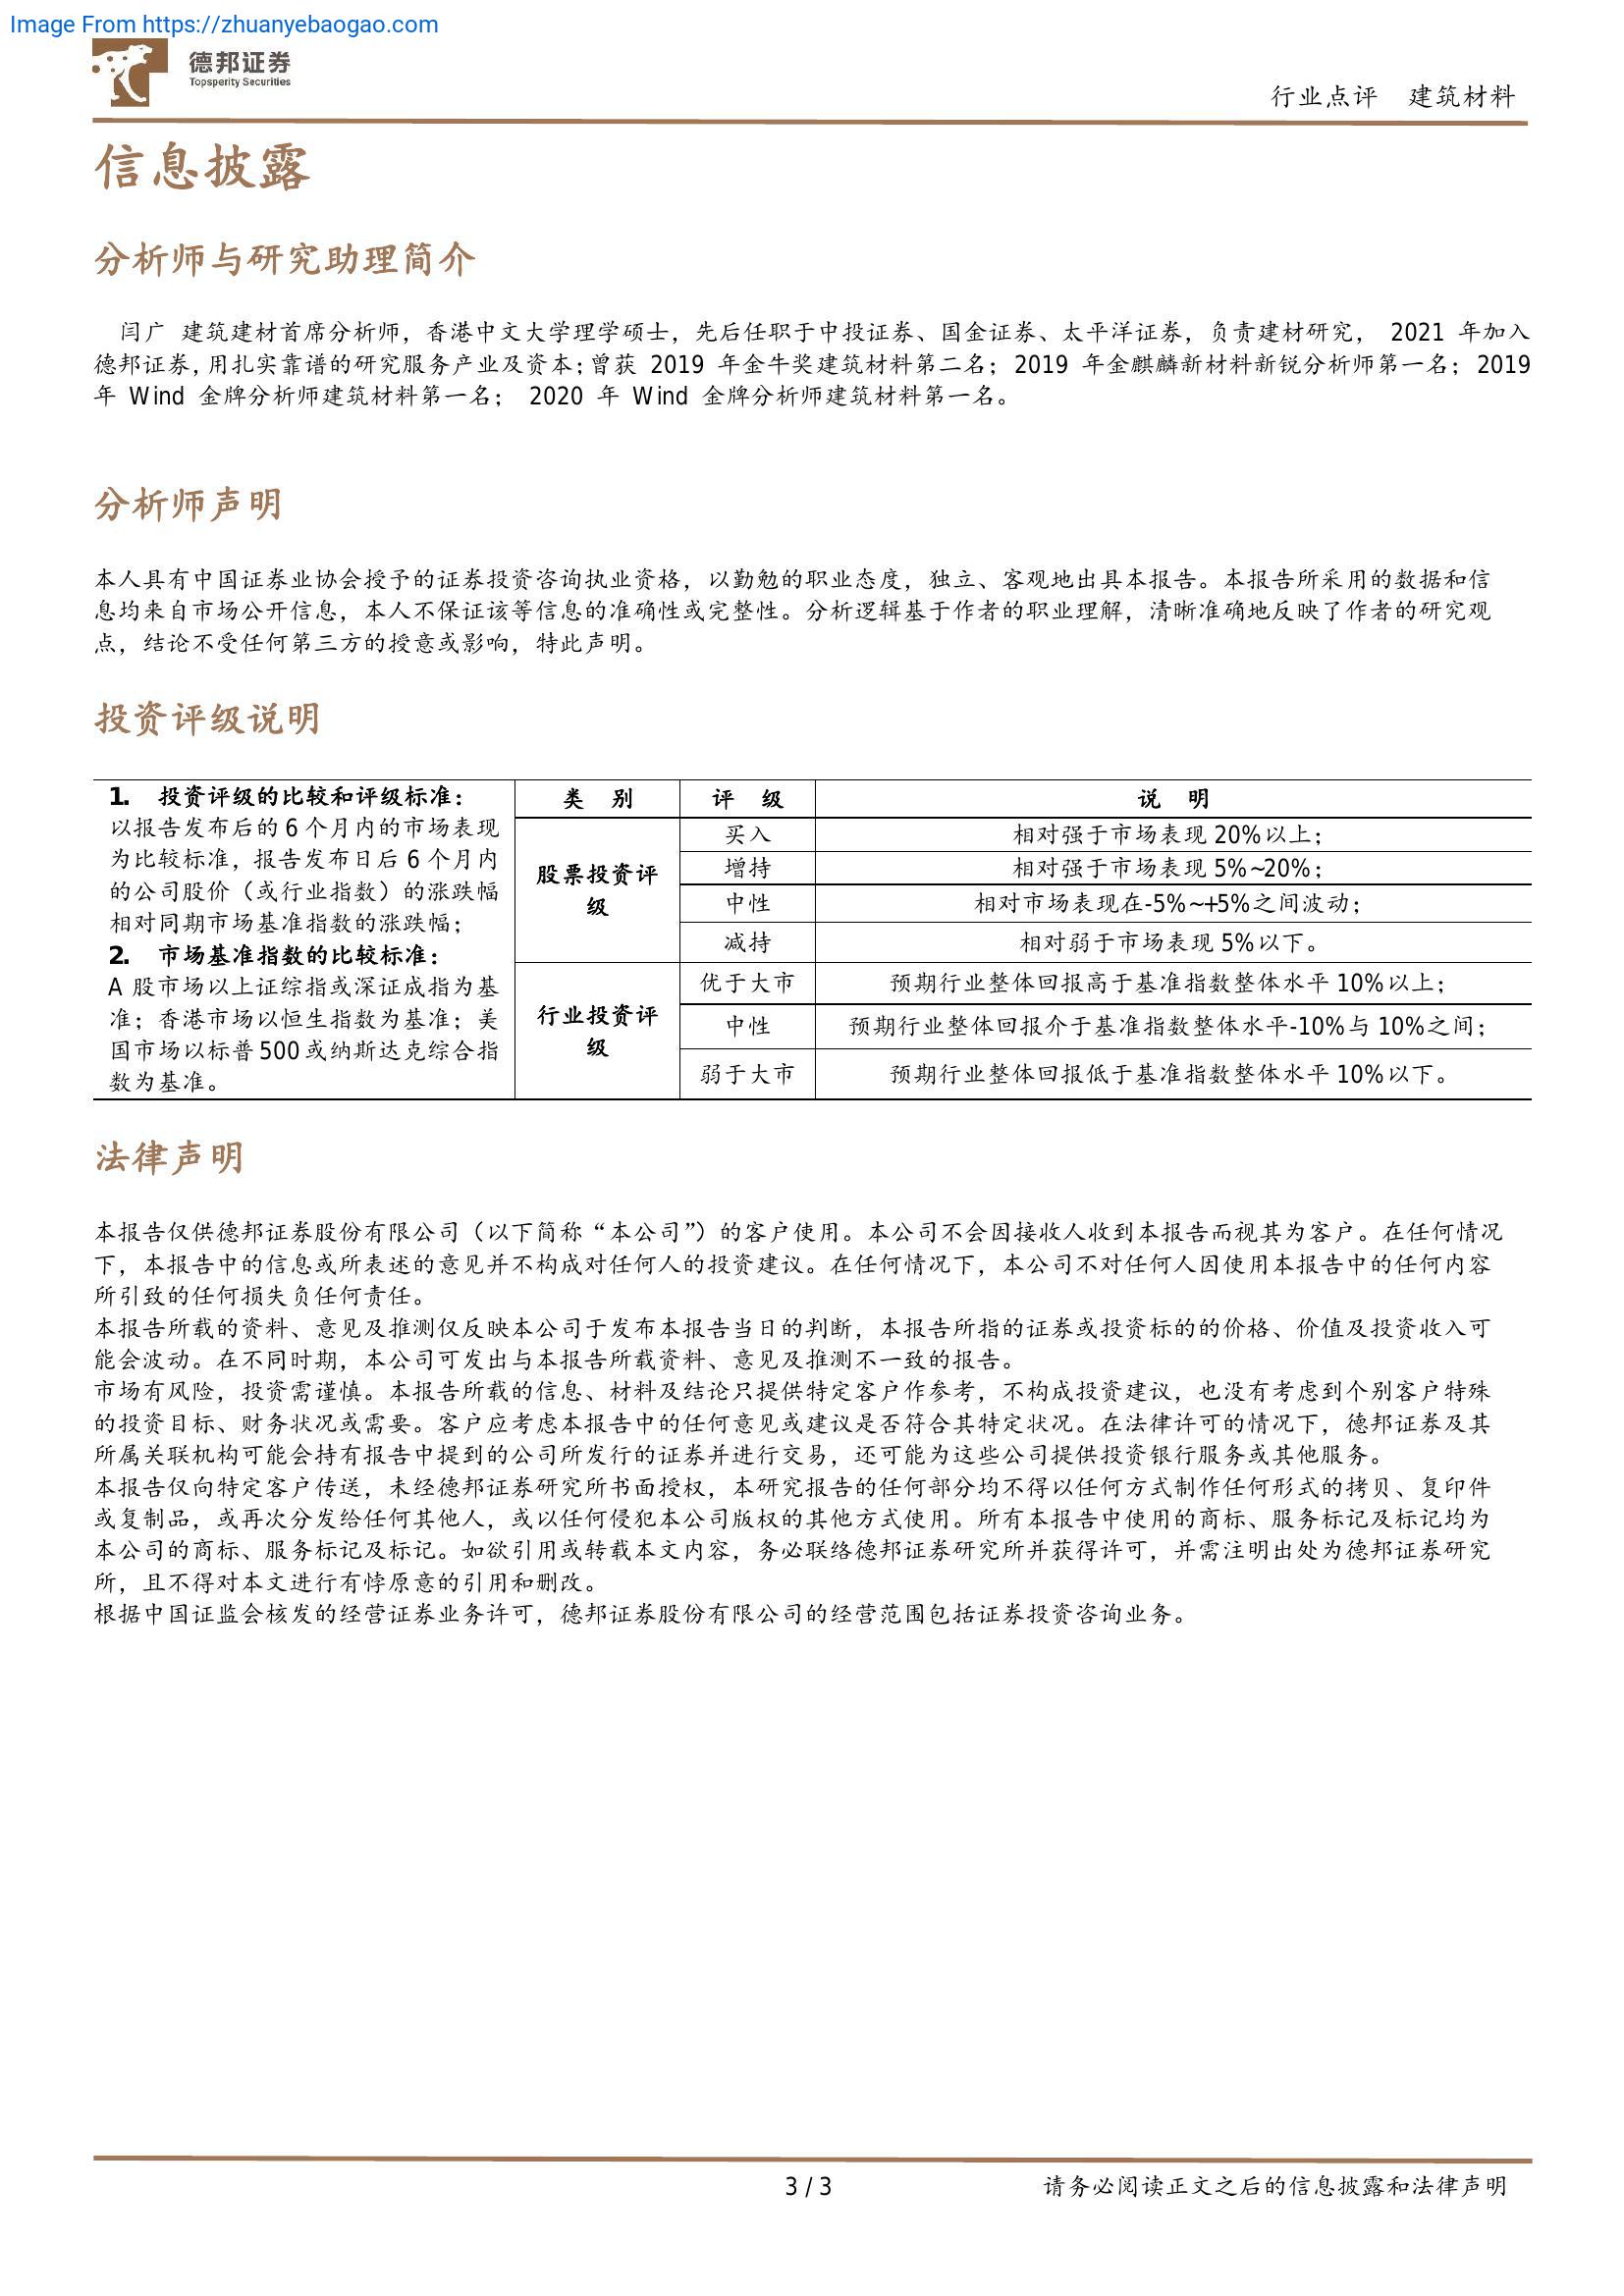 Image From https://zhuanyebaogao.com
德邦证券
Topsperity Securities
行业点评 建筑材料
信息披露
分析师与研究助理简介
闫广 建筑建材首席分析师，香港中文大学理学硕士，先后任职于中投证券、国金证券、太平洋证券，负责建材研究， 2021 年加入
德邦证券，用扎实靠谱的研究服务产业及资本；曾获 2019 年金牛奖建筑材料第二名；2019 年金麒麟新材料新锐分析师第一名；2019
年 Wind 金牌分析师建筑材料第一名； 2020 年 Wind 金牌分析师建筑材料第一名。
分析师声明
本人具有中国证券业协会授予的证券投资咨询执业资格，以勤勉的职业态度，独立、客观地出具本报告。本报告所采用的数据和信
息均来自市场公开信息，本人不保证该等信息的准确性或完整性。分析逻辑基于作者的职业理解，清晰准确地反映了作者的研究观
点，结论不受任何第三方的授意或影响，特此声明。
投资评级说明
1. 投资评级的比较和评级标准：
以报告发布后的 6 个月内的市场表现
为比较标准，报告发布日后 6 个月内
的公司股价（或行业指数）的涨跌幅
相对同期市场基准指数的涨跌幅；
2. 市场基准指数的比较标准：
A 股市场以上证综指或深证成指为基
准；香港市场以恒生指数为基准；美
国市场以标普 500 或纳斯达克综合指
数为基准。
类 别 评 级 说 明
股票投资评
级
买入 相对强于市场表现 20%以上；
增持 相对强于市场表现 5%~20%；
中性 相对市场表现在-5%~+5%之间波动；
减持 相对弱于市场表现 5%以下。
行业投资评
级
优于大市 预期行业整体回报高于基准指数整体水平 10%以上；
中性 预期行业整体回报介于基准指数整体水平-10%与 10%之间；
弱于大市 预期行业整体回报低于基准指数整体水平 10%以下。
法律声明
本报告仅供德邦证券股份有限公司（以下简称“本公司”）的客户使用。本公司不会因接收人收到本报告而视其为客户。在任何情况
下，本报告中的信息或所表述的意见并不构成对任何人的投资建议。在任何情况下，本公司不对任何人因使用本报告中的任何内容
所引致的任何损失负任何责任。
本报告所载的资料、意见及推测仅反映本公司于发布本报告当日的判断，本报告所指的证券或投资标的的价格、价值及投资收入可
能会波动。在不同时期，本公司可发出与本报告所载资料、意见及推测不一致的报告。
市场有风险，投资需谨慎。本报告所载的信息、材料及结论只提供特定客户作参考，不构成投资建议，也没有考虑到个别客户特殊
的投资目标、财务状况或需要。客户应考虑本报告中的任何意见或建议是否符合其特定状况。在法律许可的情况下，德邦证券及其
所属关联机构可能会持有报告中提到的公司所发行的证券并进行交易，还可能为这些公司提供投资银行服务或其他服务。
本报告仅向特定客户传送，未经德邦证券研究所书面授权，本研究报告的任何部分均不得以任何方式制作任何形式的拷贝、复印件
或复制品，或再次分发给任何其他人，或以任何侵犯本公司版权的其他方式使用。所有本报告中使用的商标、服务标记及标记均为
本公司的商标、服务标记及标记。如欲引用或转载本文内容，务必联络德邦证券研究所并获得许可，并需注明出处为德邦证券研究
所，且不得对本文进行有悖原意的引用和删改。
根据中国证监会核发的经营证券业务许可，德邦证券股份有限公司的经营范围包括证券投资咨询业务。
3 / 3
请务必阅读正文之后的信息披露和法律声明